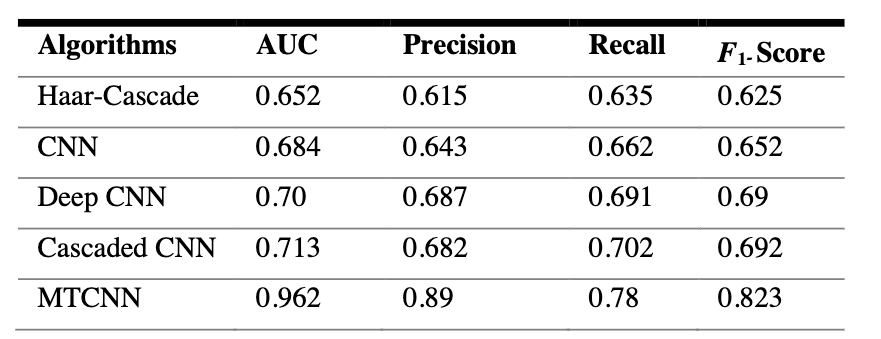 Algorithms AUC Precision Recall F1-Score
Haar-Cascade 0.652 0.615 0.635 0.625
CNN 0.684 0.643 0.662 0.652
Deep CNN 0.70 0.687 0.691 0.69
Cascaded CNN 0.713 0.682 0.702 0.692
MTCNN 0.962 0.89 0.78 0.823